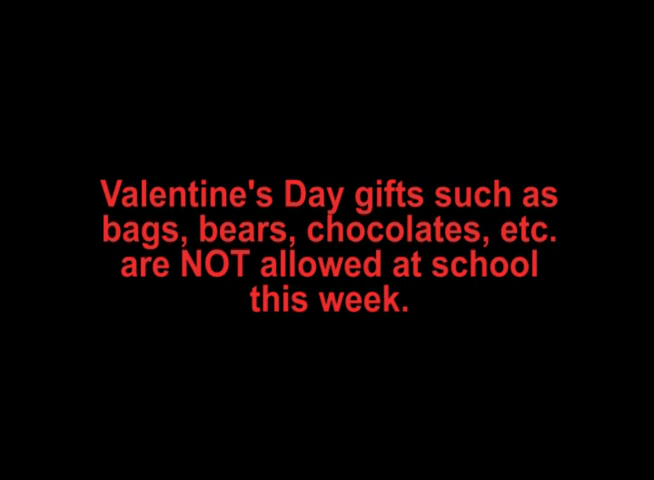 Valentine's Day gifts such as
bags, bears, chocolates, etc.
are NOT allowed at school
this week.